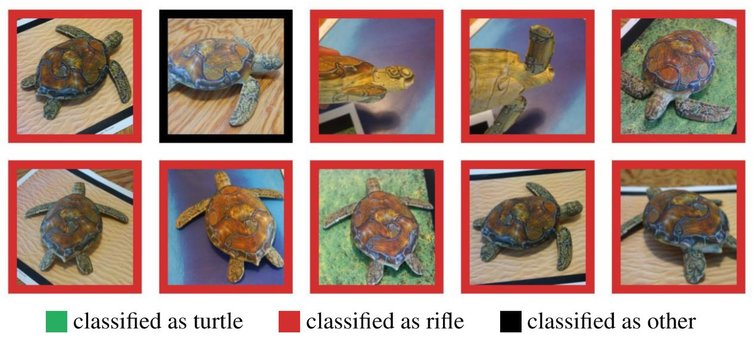 classified as turtle classified as rifle classified as other